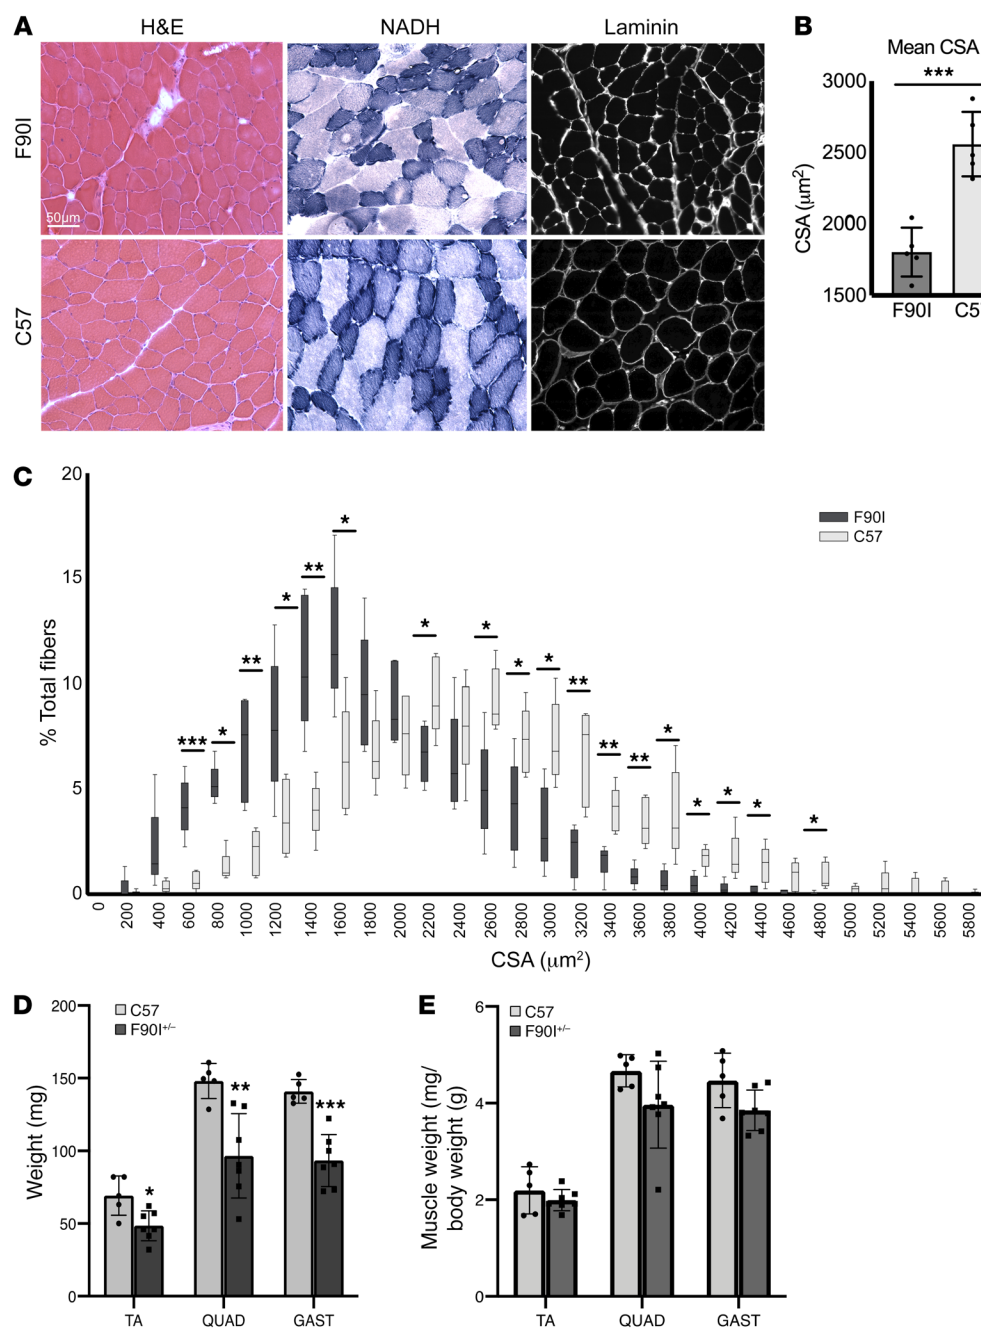 A
H&E
NADH
Laminin
F90I
50μm
C57
B
Mean CSA
***
3000
2500
2000
1500
CSA (μm²)
F90I
C5
C
20
15
10
5
0
% Total fibers
F90I
C57
***
*
**
*
**
*
*
*
*
*
**
**
**
*
*
*
*
*
0
200
400
600
800
1000
1200
1400
1600
1800
2000
2200
2400
2600
2800
3000
3200
3400
3600
3800
4000
4200
4400
4600
4800
5000
5200
5400
5600
5800
CSA (μm²)
D
200
150
100
50
0
Weight (mg)
C57
F90I+/−
*
**
***
TA
QUAD
GAST
E
6
4
2
0
Muscle weight (mg)/
body weight (g)
C57
F90I+/−
TA
QUAD
GAST